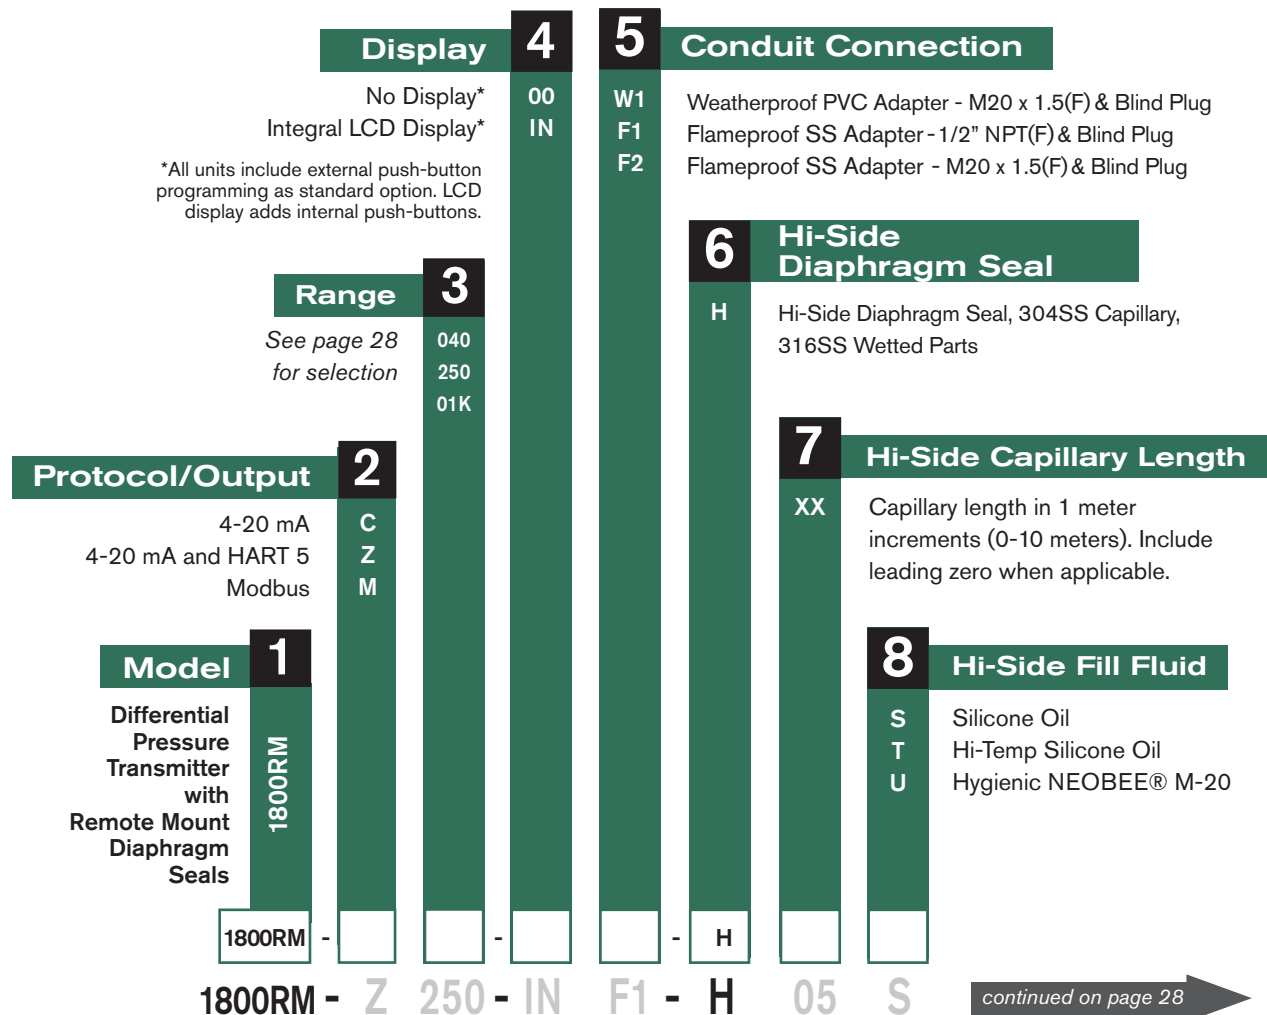 Display 4
No Display* 00
Integral LCD Display* IN
*All units include external push-button
programming as standard option. LCD
display adds internal push-buttons.
5 Conduit Connection
W1 Weatherproof PVC Adapter - M20 x 1.5(F) & Blind Plug
F1 Flameproof SS Adapter - 1/2" NPT(F) & Blind Plug
F2 Flameproof SS Adapter - M20 x 1.5(F) & Blind Plug
6 Hi-Side
Diaphragm Seal
H Hi-Side Diaphragm Seal, 304SS Capillary,
316SS Wetted Parts
Range 3
See page 28 040
for selection 250
01K
7 Hi-Side Capillary Length
XX Capillary length in 1 meter
increments (0-10 meters). Include
leading zero when applicable.
Protocol/Output 2
4-20 mA C
4-20 mA and HART 5 Z
Modbus M
Model 1
Differential
Pressure
Transmitter
with
Remote Mount
Diaphragm
Seals
1800RM
8 Hi-Side Fill Fluid
S Silicone Oil
T Hi-Temp Silicone Oil
U Hygienic NEOBEE® M-20
1800RM - - - H
1800RM - Z 250 - IN F1 - H 05 S
continued on page 28